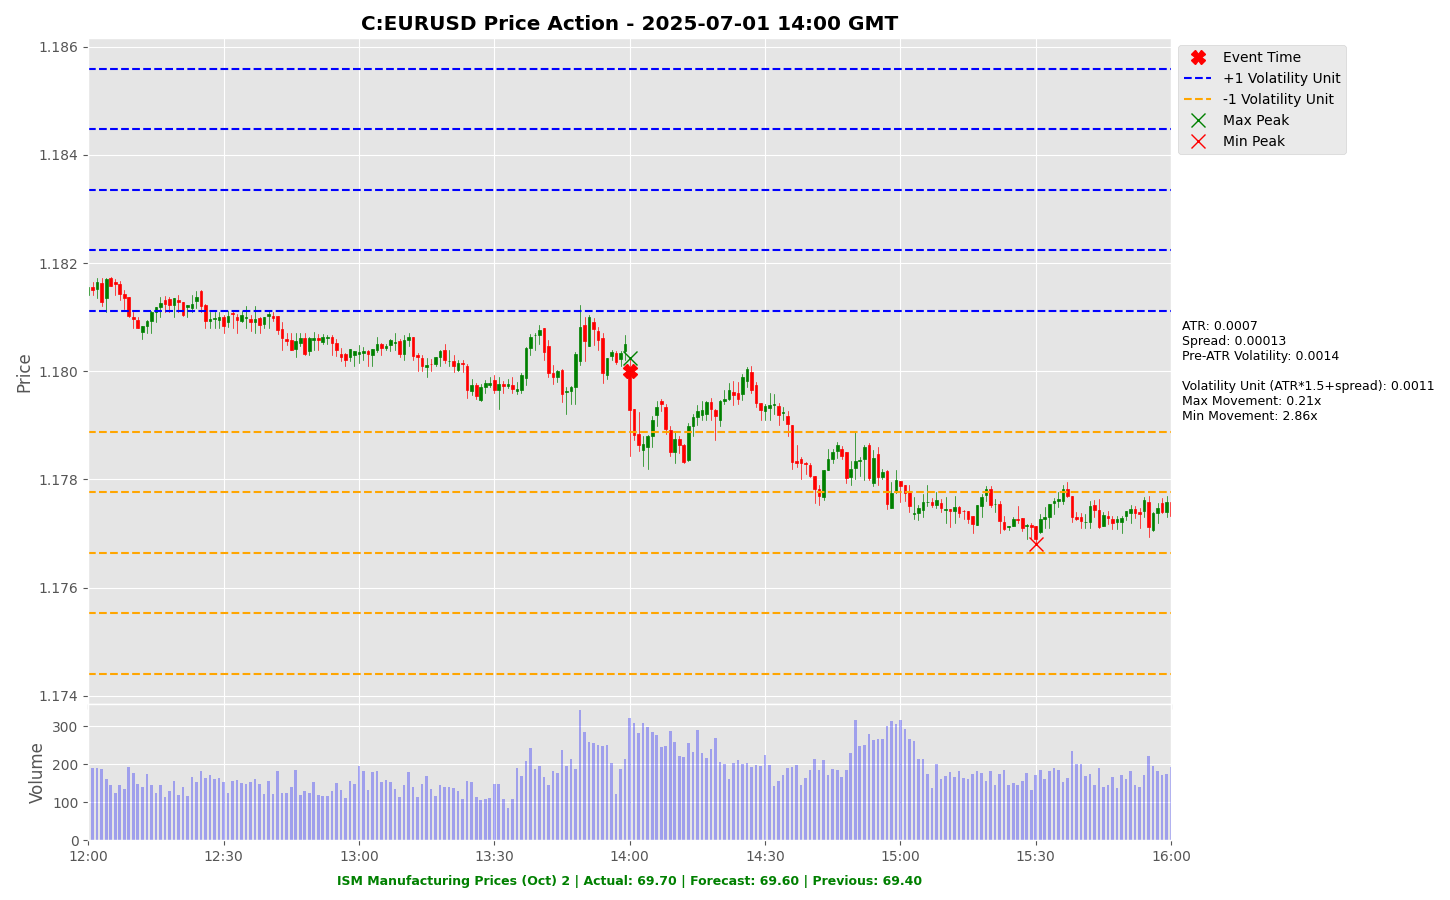 C:EURUSD Price Action - 2025-07-01 14:00 GMT
Event Time
+1 Volatility Unit
-1 Volatility Unit
Max Peak
Min Peak
Price
1.186
1.184
1.182
1.180
1.178
1.176
1.174
ATR: 0.0007
Spread: 0.00013
Pre-ATR Volatility: 0.0014
Volatility Unit (ATR*1.5+spread): 0.0011
Max Movement: 0.21x
Min Movement: 2.86x
Volume
300
200
100
0
12:00 12:30 13:00 13:30 14:00 14:30 15:00 15:30 16:00
ISM Manufacturing Prices (Oct) 2 | Actual: 69.70 | Forecast: 69.60 | Previous: 69.40